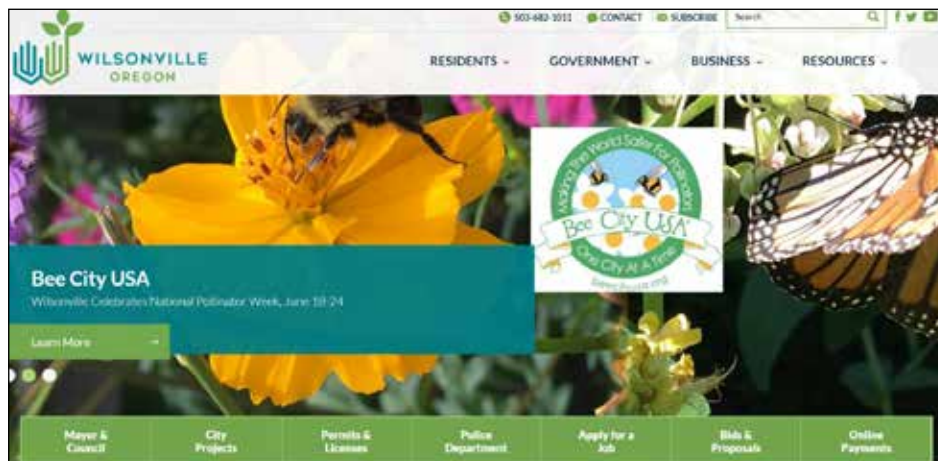 503-682-1011 CONTACT SUBSCRIBE Search
WILSONVILLE
OREGON
RESIDENTS GOVERNMENT BUSINESS RESOURCES
Making the World Safer For Pollinators
Bee City USA
One City At A Time
beecityusa.org
Bee City USA
Wilsonville Celebrates National Pollinator Week, June 18-24
Learn More
Mayor & Council
City Projects
Permits & Licenses
Police Department
Apply for a Job
Bids & Proposals
Online Payments